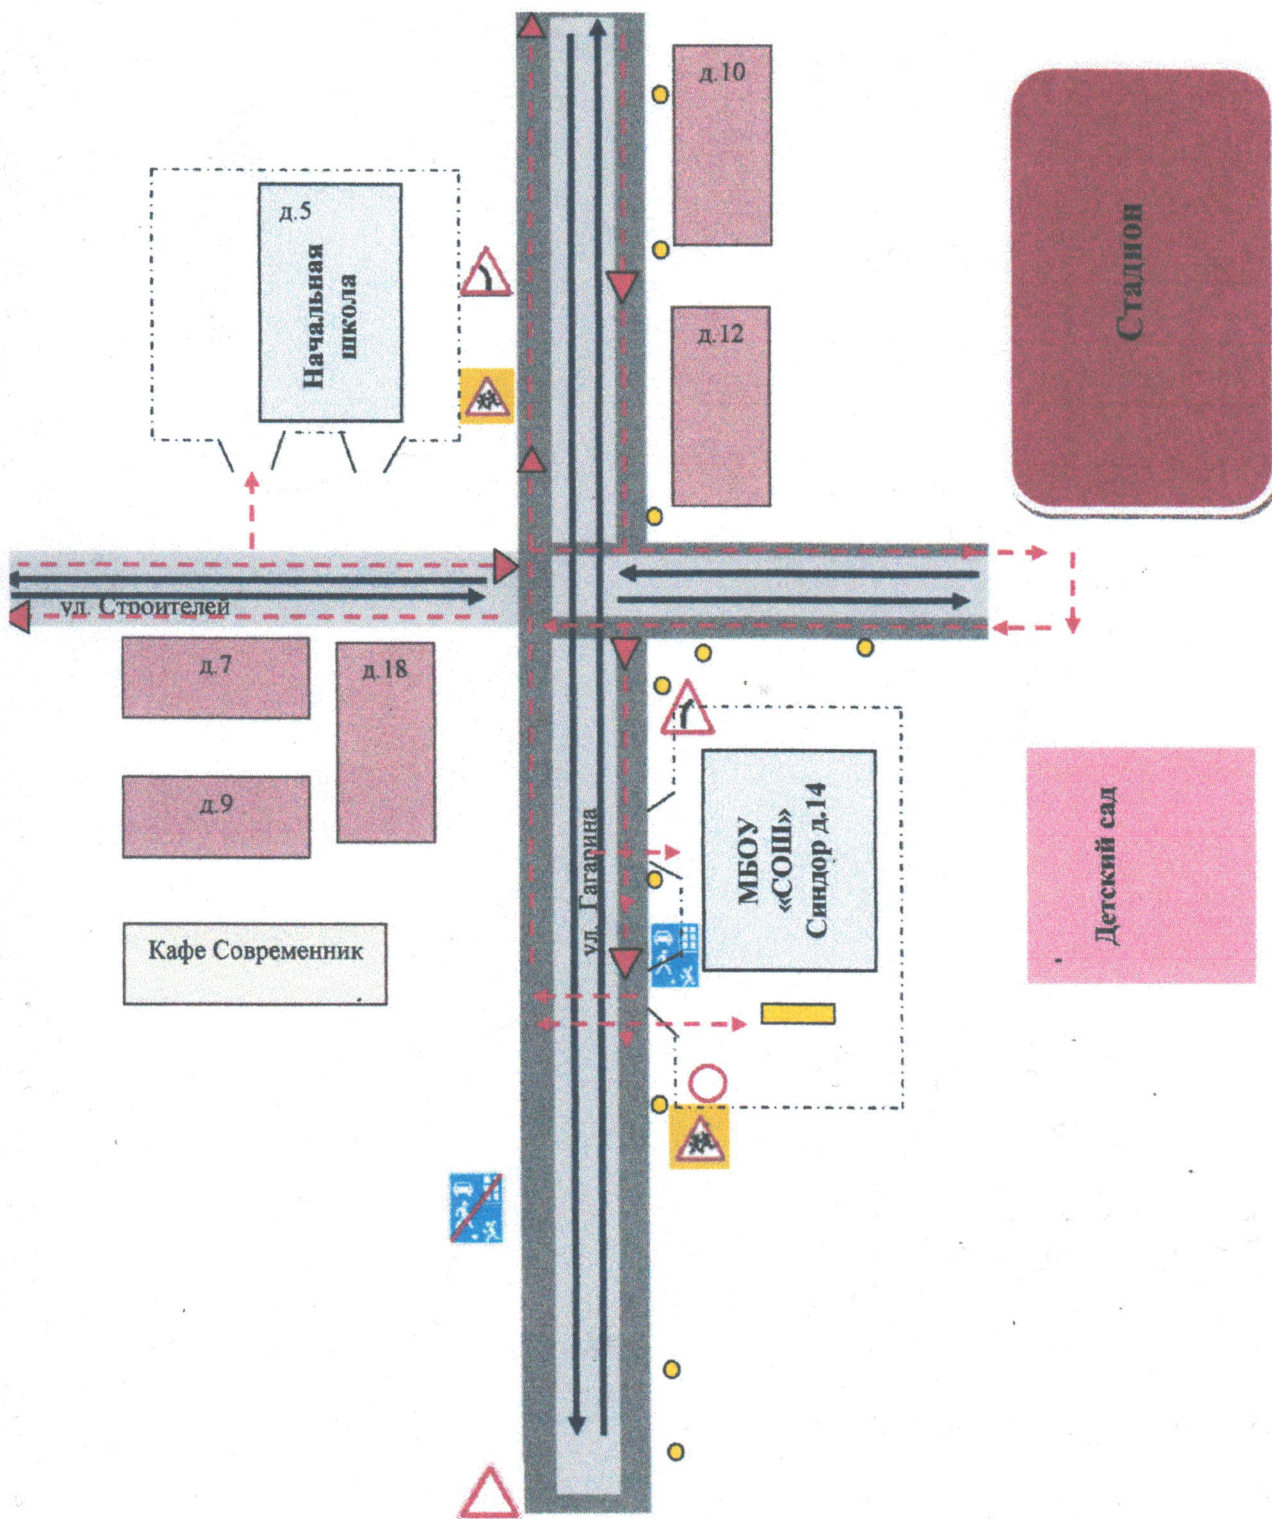 д.10
д.5
Начальная
школа
Стадион
д.12
ул. Строителей
д.7
д.18
д.9
ул. Гагарина
МБОУ
«СОШ»
Синдор д.14
Детский сад
Кафе Современник